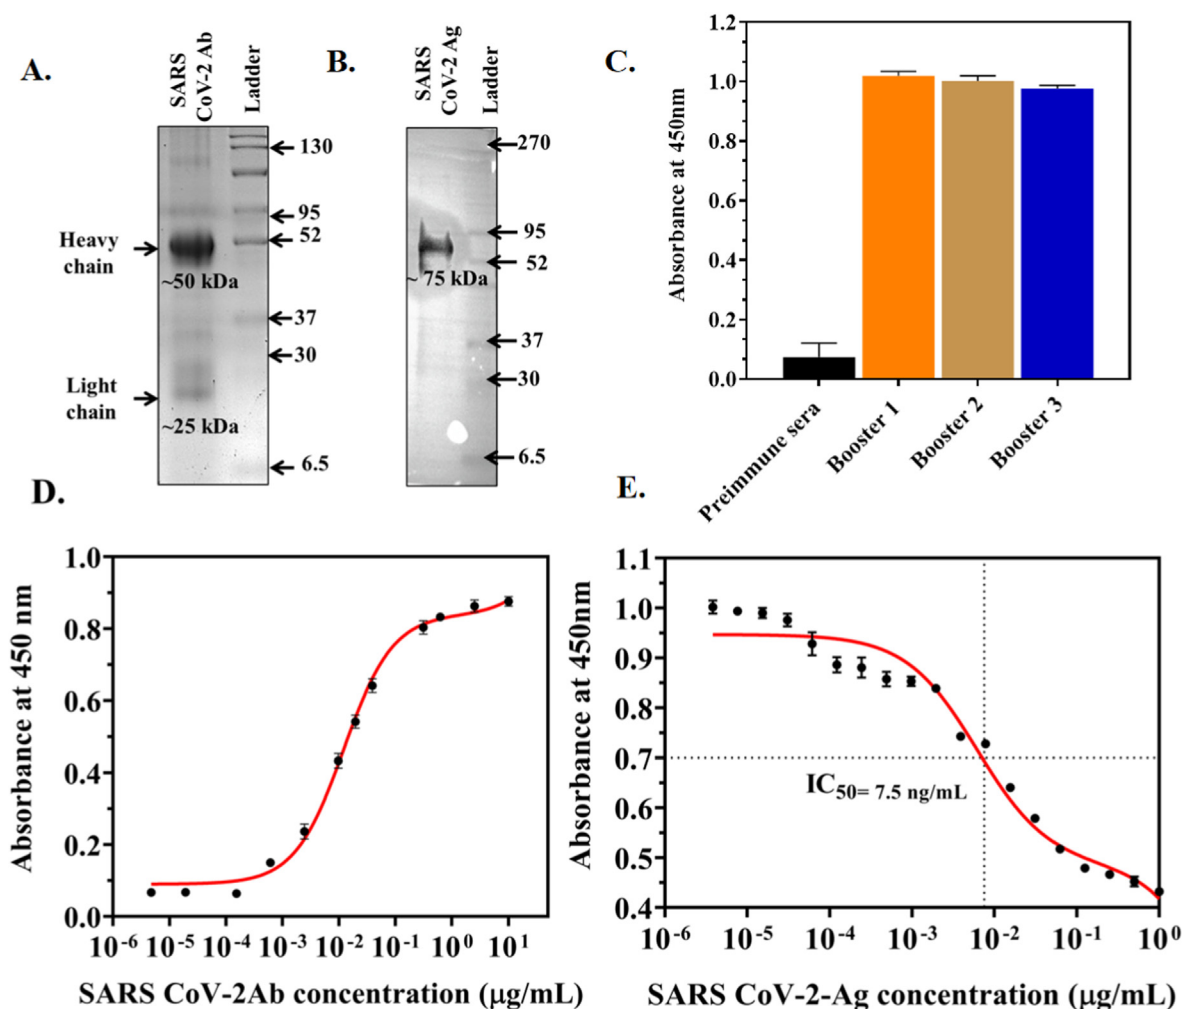 A.
SARS
CoV-2 Ab
Ladder
130
95
52
37
30
6.5
Heavy
chain
~50 kDa
Light
chain
~25 kDa
B.
SARS
CoV-2 Ag
Ladder
270
95
52
37
30
6.5
~ 75 kDa
C.
Absorbance at 450nm
1.2
1.0
0.8
0.6
0.4
0.2
0.0
Preimmune sera
Booster 1
Booster 2
Booster 3
D.
Absorbance at 450 nm
1.0
0.8
0.6
0.4
0.2
0.0
10⁻⁶ 10⁻⁵ 10⁻⁴ 10⁻³ 10⁻² 10⁻¹ 10⁰ 10¹
SARS CoV-2Ab concentration (µg/mL)
E.
Absorbance at 450nm
1.1
1.0
0.9
0.8
0.7
0.6
0.5
0.4
IC50= 7.5 ng/mL
10⁻⁶ 10⁻⁵ 10⁻⁴ 10⁻³ 10⁻² 10⁻¹ 10⁰
SARS CoV-2-Ag concentration (µg/mL)